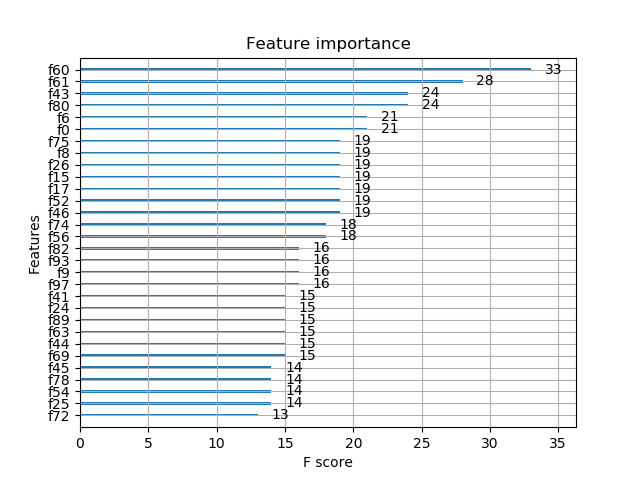 Feature importance
f60 33
f61 28
f43 24
f80 24
f6 21
f0 21
f75 19
f8 19
f26 19
f15 19
f17 19
f52 19
f46 19
f74 18
f56 18
f82 16
f93 16
f9 16
f97 16
f41 15
f24 15
f89 15
f63 15
f44 15
f69 15
f45 14
f78 14
f54 14
f25 14
f72 13
Features
0 5 10 15 20 25 30 35
F score